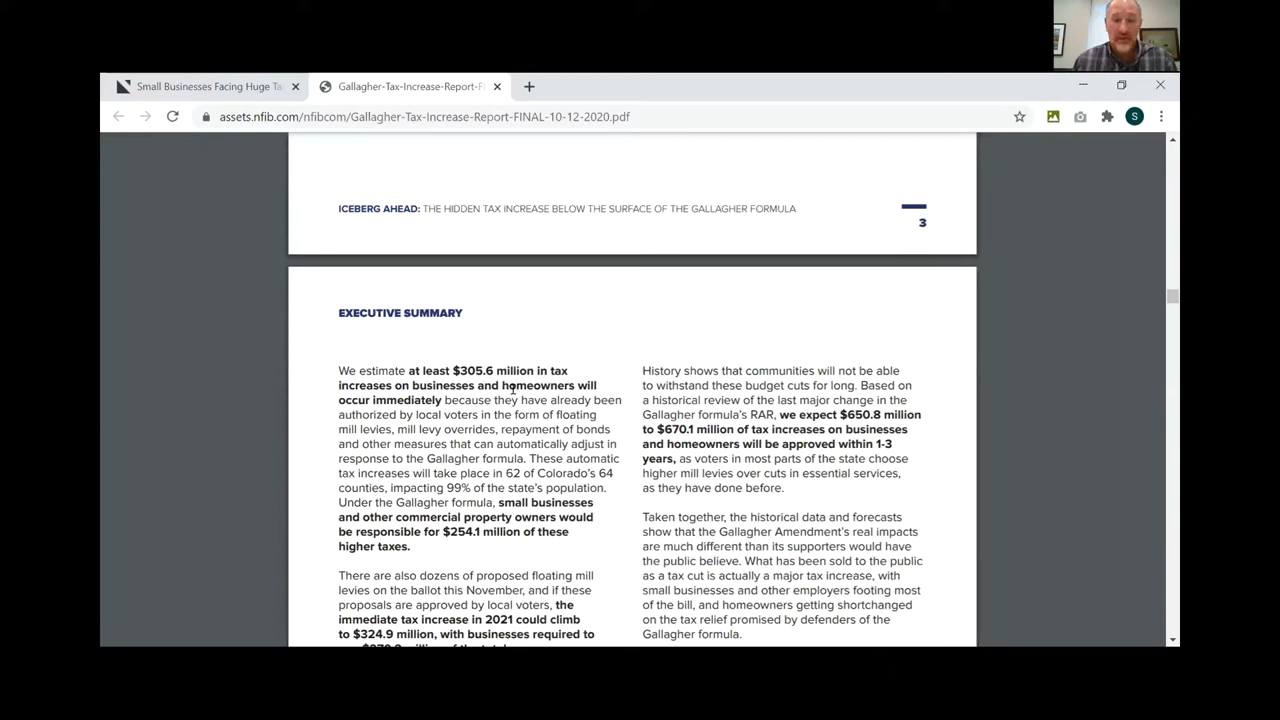 Small Businesses Facing Huge Ta
Gallagher-Tax-Increase-Report-FI
assets.nfib.com/nfibcom/Gallagher-Tax-Increase-Report-FINAL-10-12-2020.pdf
S
ICEBERG AHEAD: THE HIDDEN TAX INCREASE BELOW THE SURFACE OF THE GALLAGHER FORMULA
3
EXECUTIVE SUMMARY
We estimate at least $305.6 million in tax
increases on businesses and homeowners will
occur immediately because they have already been
authorized by local voters in the form of floating
mill levies, mill levy overrides, repayment of bonds
and other measures that can automatically adjust in
response to the Gallagher formula. These automatic
tax increases will take place in 62 of Colorado's 64
counties, impacting 99% of the state's population.
Under the Gallagher formula, small businesses
and other commercial property owners would
be responsible for $254.1 million of these
higher taxes.
There are also dozens of proposed floating mill
levies on the ballot this November, and if these
proposals are approved by local voters, the
immediate tax increase in 2021 could climb
to $324.9 million, with businesses required to
History shows that communities will not be able
to withstand these budget cuts for long. Based on
a historical review of the last major change in the
Gallagher formula's RAR, we expect $650.8 million
to $670.1 million of tax increases on businesses
and homeowners will be approved within 1-3
years, as voters in most parts of the state choose
higher mill levies over cuts in essential services,
as they have done before.
Taken together, the historical data and forecasts
show that the Gallagher Amendment's real impacts
are much different than its supporters would have
the public believe. What has been sold to the public
as a tax cut is actually a major tax increase, with
small businesses and other employers footing most
of the bill, and homeowners getting shortchanged
on the tax relief promised by defenders of the
Gallagher formula.